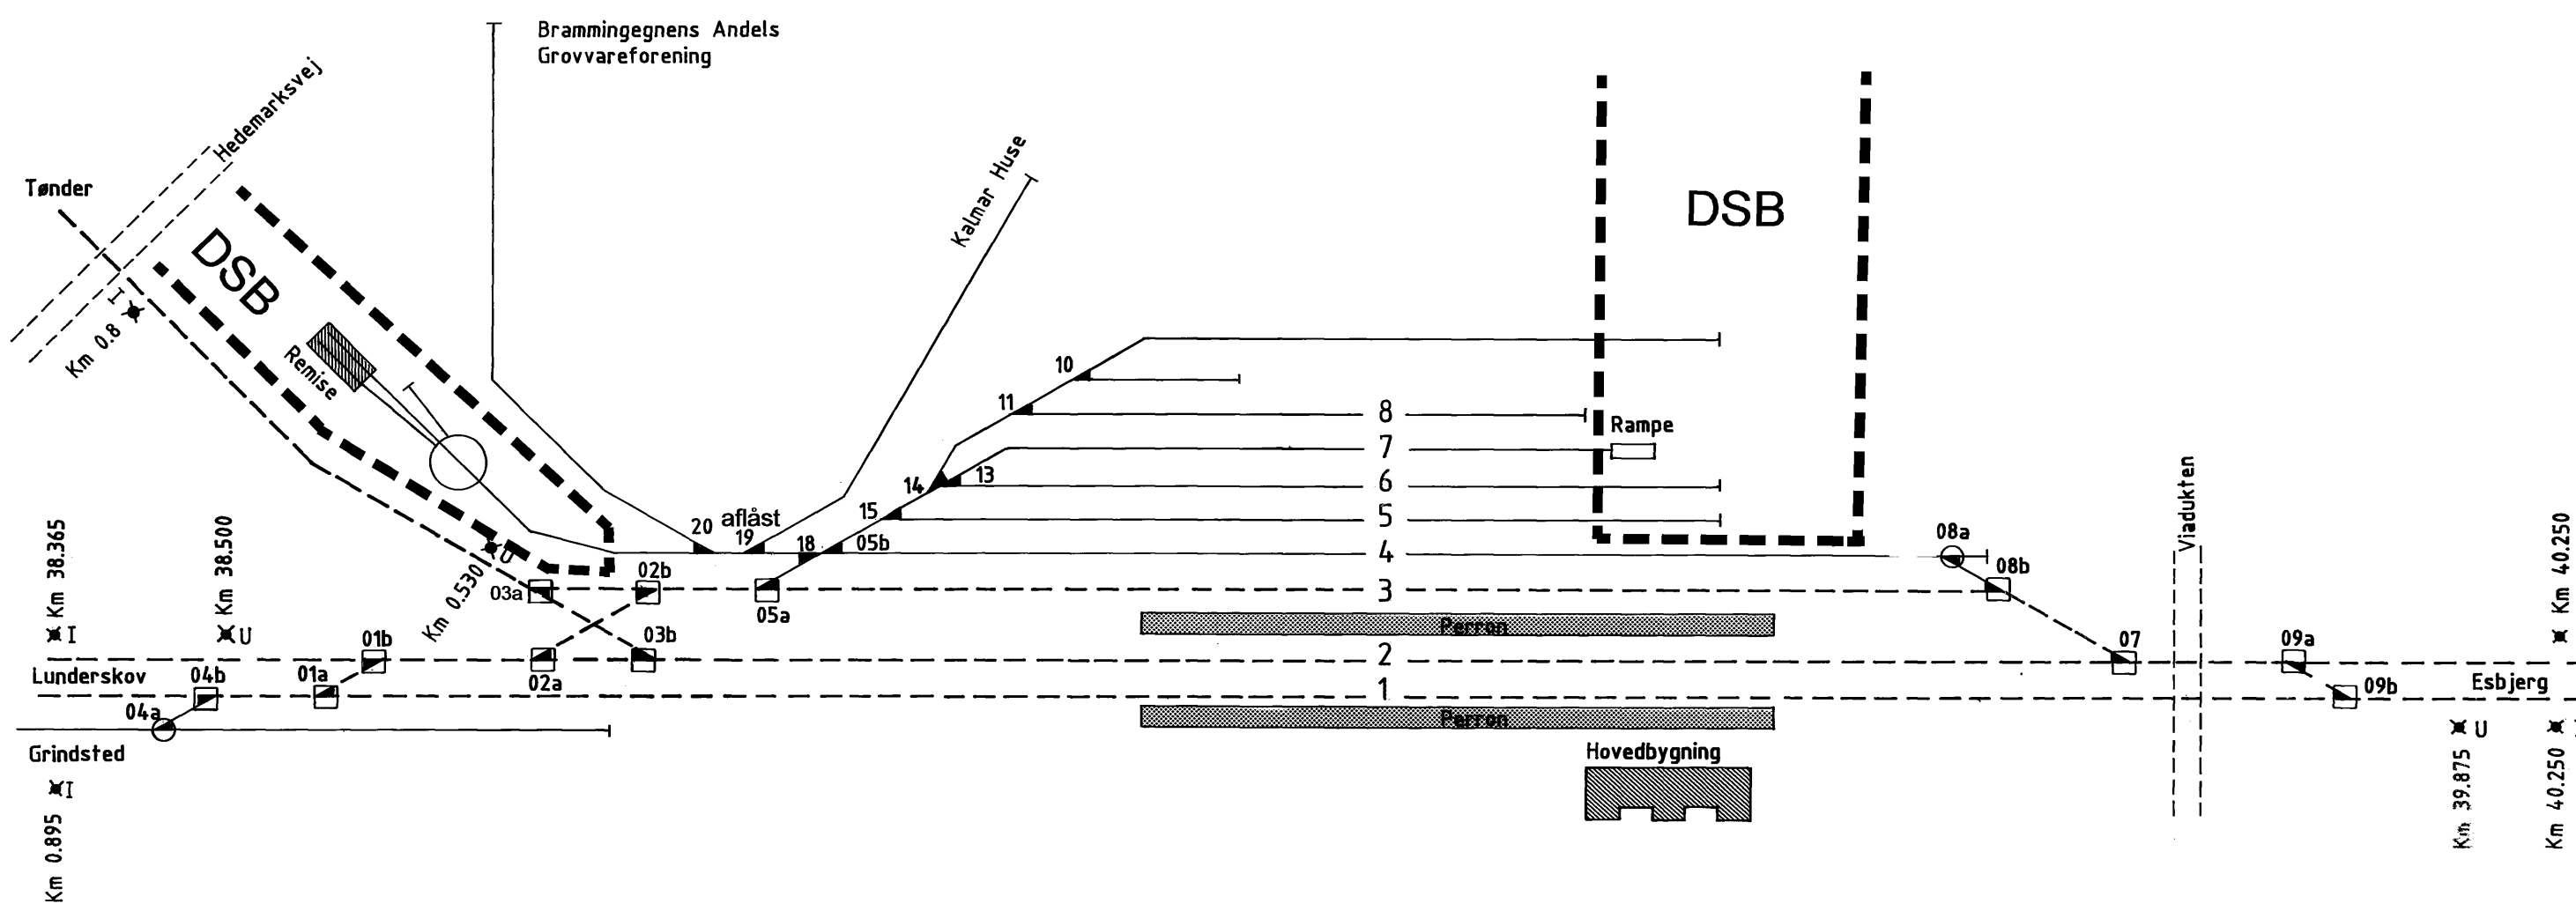 Brammingegnens Andels
Grovvareforening
Hedemarksvej
Tønder
DSB
Kalmar Huse
DSB
Km 0.8
I
Remise
10
11
8
Rampe
7
13
14
6
15
5
20
aflåst
19
18
05b
4
08a
Viadukten
Km 38.365
Km 38.500
Km 0.530
U
03a
02b
05a
3
08b
Km 40.250
I
U
01b
03b
Perron
07
09a
2
Lunderskov
04b
01a
02a
1
09b
Esbjerg
04a
Perron
U
Grindsted
Hovedbygning
I
Km 0.895
Km 39.875
Km 40.250